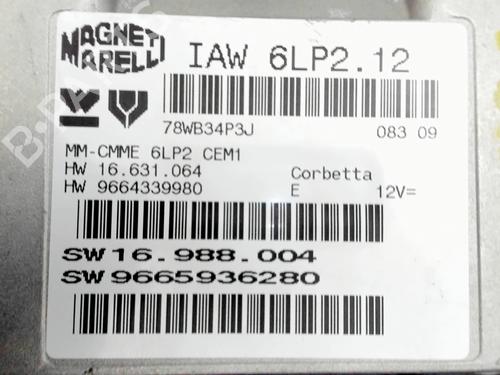 MAGNETI MARELLI
IAW 6LP2.12
78WB34P3J 083 09
MM-CMME 6LP2 CEM1
HW 16.631.064 Corbetta
HW 9664339980 E 12V=
SW 16.988.004
SW 9665936280